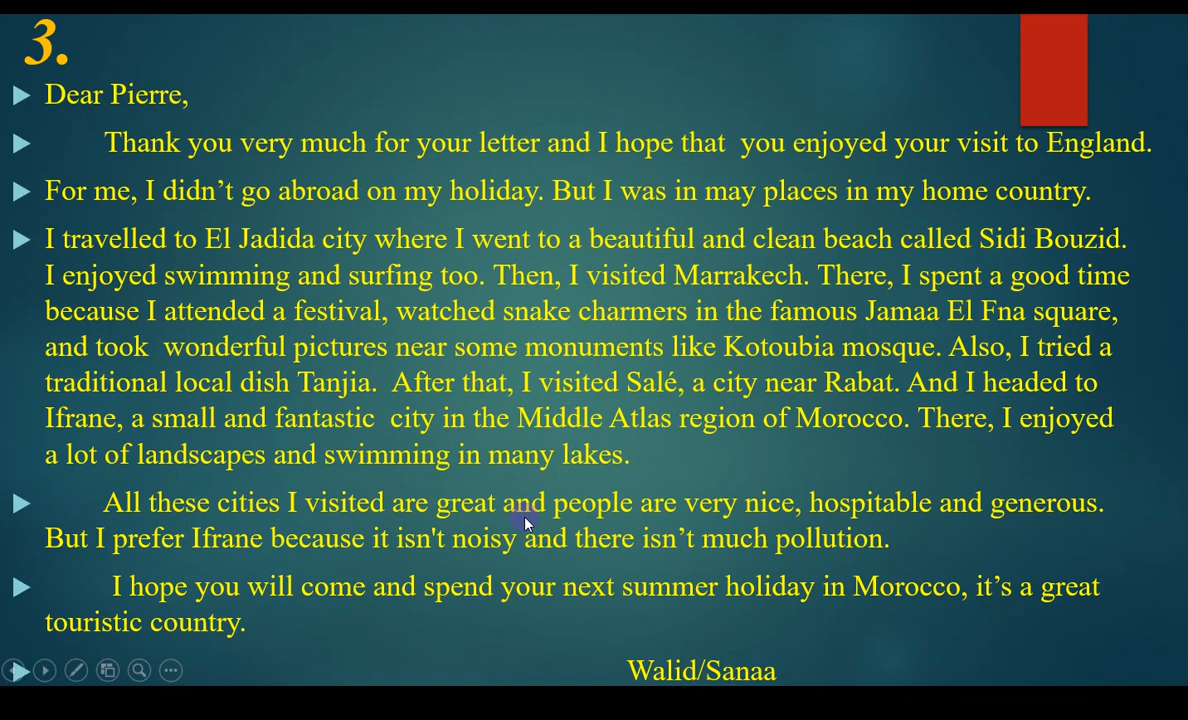 3.
Dear Pierre,
Thank you very much for your letter and I hope that you enjoyed your visit to England.
For me, I didn’t go abroad on my holiday. But I was in may places in my home country.
I travelled to El Jadida city where I went to a beautiful and clean beach called Sidi Bouzid.
I enjoyed swimming and surfing too. Then, I visited Marrakech. There, I spent a good time
because I attended a festival, watched snake charmers in the famous Jamaa El Fna square,
and took wonderful pictures near some monuments like Kotoubia mosque. Also, I tried a
traditional local dish Tanjia. After that, I visited Salé, a city near Rabat. And I headed to
Ifrane, a small and fantastic city in the Middle Atlas region of Morocco. There, I enjoyed
a lot of landscapes and swimming in many lakes.
All these cities I visited are great and people are very nice, hospitable and generous.
But I prefer Ifrane because it isn't noisy and there isn’t much pollution.
I hope you will come and spend your next summer holiday in Morocco, it’s a great
touristic country.
Walid/Sanaa